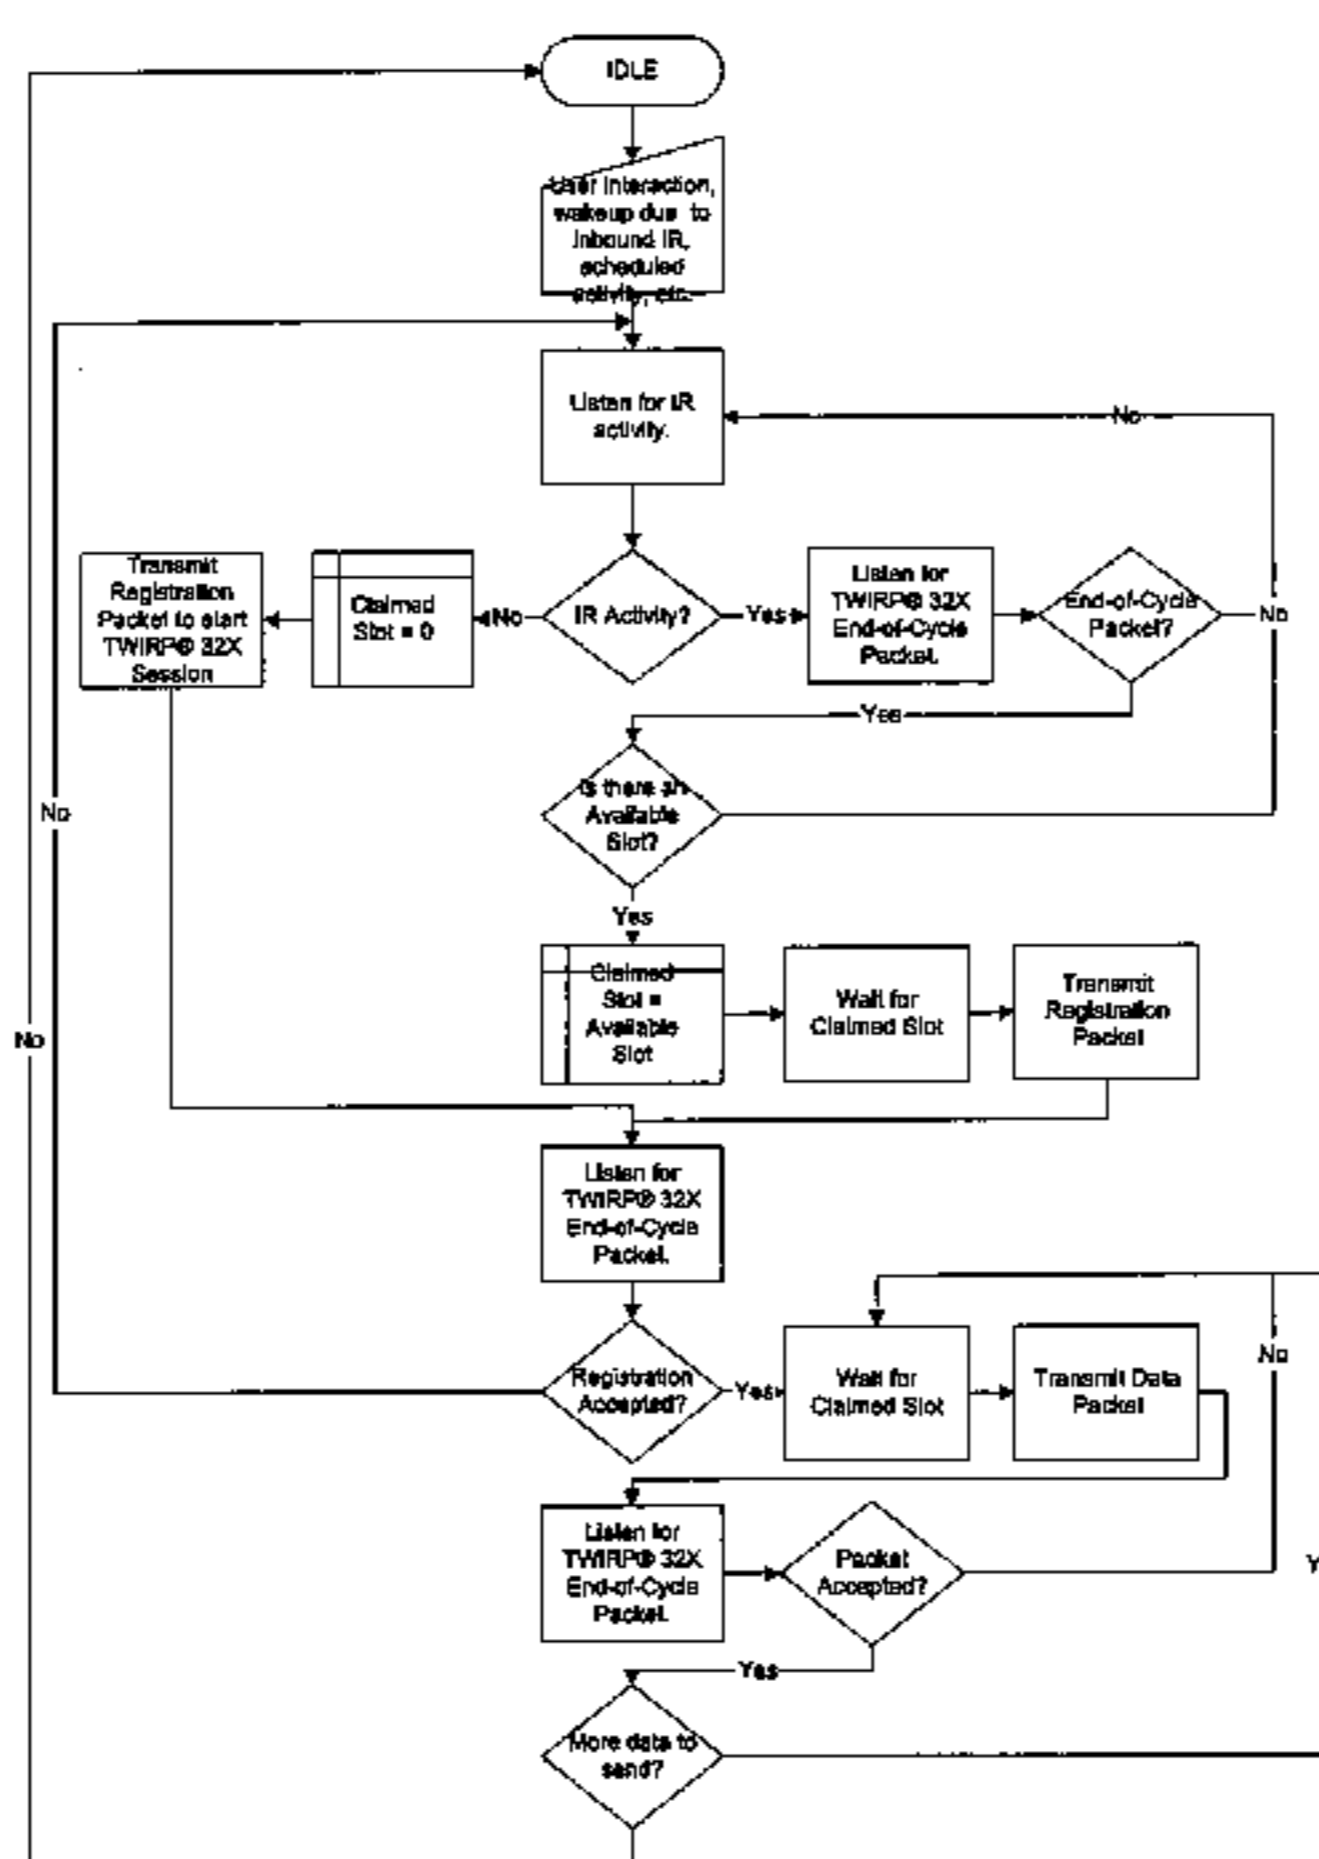 IDLE
User interaction,
wakeup due to
inbound IR,
scheduled
activity, etc.
Listen for IR
activity.
No
Transmit
Registration
Packet to start
TWIRP® 32X
Session
Claimed
Slot = 0
No
IR Activity?
Yes
Listen for
TWIRP® 32X
End-of-Cycle
Packet.
End-of-Cycle
Packet?
No
Yes
Is there an
Available
Slot?
No
Yes
Claimed
Slot =
Available
Slot
Wait for
Claimed Slot
Transmit
Registration
Packet
No
Listen for
TWIRP® 32X
End-of-Cycle
Packet.
Registration
Accepted?
Yes
Wait for
Claimed Slot
Transmit Data
Packet
No
Listen for
TWIRP® 32X
End-of-Cycle
Packet.
Packet
Accepted?
Y
Yes
More data to
send?